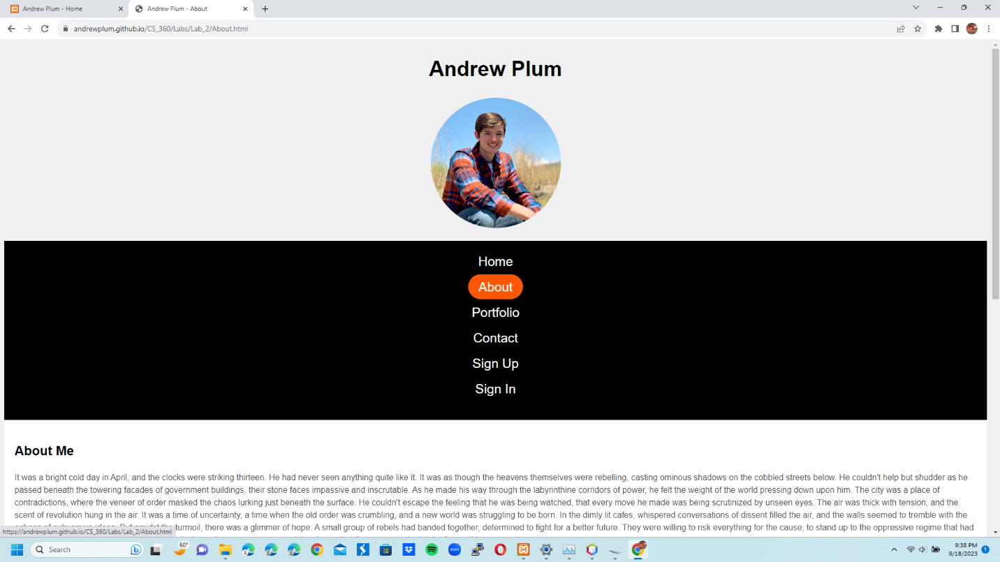 Andrew Plum - Home
Andrew Plum - About
andrewplum.github.io/CS_360/Labs/Lab_2/About.html
Andrew Plum
Home
About
Portfolio
Contact
Sign Up
Sign In
About Me
It was a bright cold day in April, and the clocks were striking thirteen. He had never seen anything quite like it. It was as though the heavens themselves were rebelling, casting ominous shadows on the cobbled streets below. He couldn't help but shudder as he
passed beneath the towering facades of government buildings, their stone faces impassive and inscrutable. As he made his way through the labyrinthine corridors of power, he felt the weight of the world pressing down upon him. The city was a place of
contradictions, where the veneer of order masked the chaos lurking just beneath the surface. He couldn't escape the feeling that he was being watched, that every move he made was being scrutinized by unseen eyes. The air was thick with tension, and the
scent of revolution hung in the air. It was a time of uncertainty, a time when the old order was crumbling, and a new world was struggling to be born. In the dimly lit cafes, whispered conversations of dissent filled the air, and the walls seemed to tremble with the
turmoil, there was a glimmer of hope. A small group of rebels had banded together, determined to fight for a better future. They were willing to risk everything for the cause, to stand up to the oppressive regime that had
https://andrewplum.github.io/CS_360/Labs/Lab_2/About.html
Search
60°
zoom
9:38 PM
9/18/2023
1